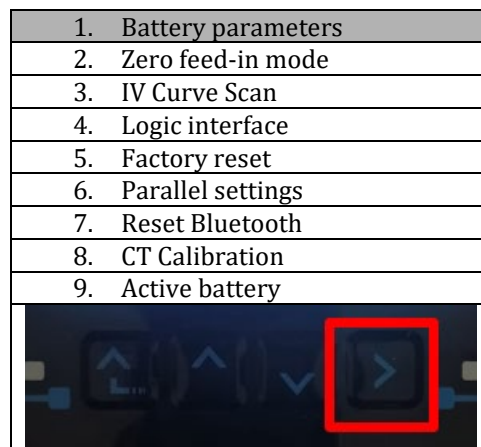 1. Battery parameters
2. Zero feed-in mode
3. IV Curve Scan
4. Logic interface
5. Factory reset
6. Parallel settings
7. Reset Bluetooth
8. CT Calibration
9. Active battery